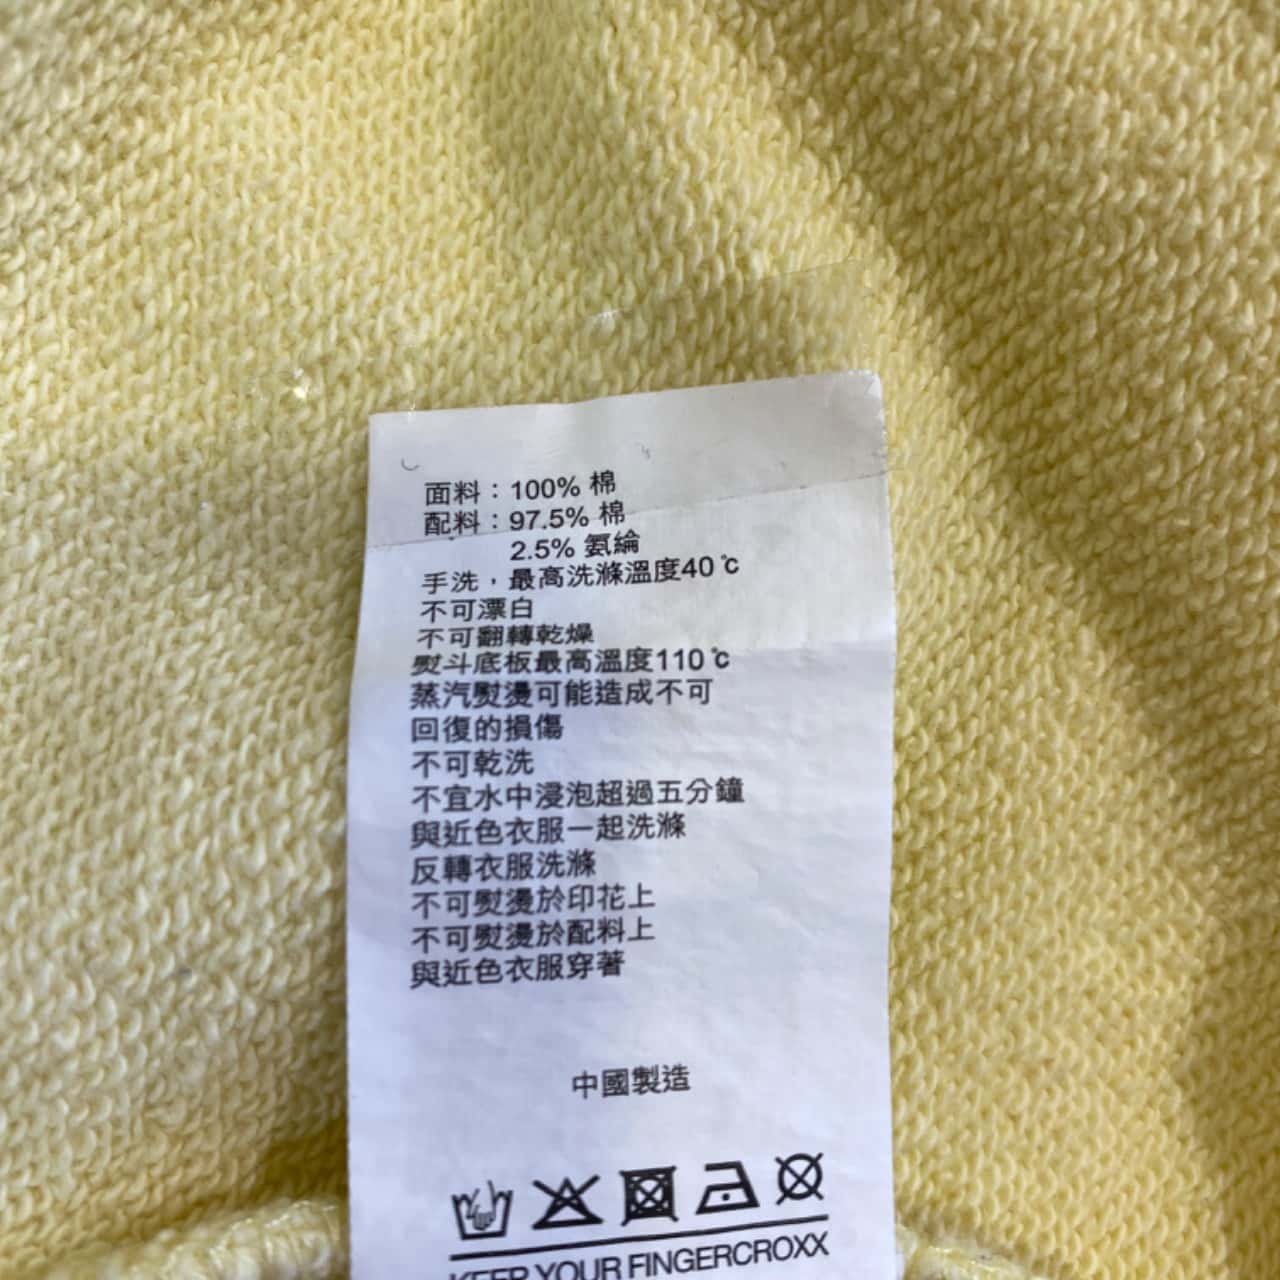 面料：100% 棉
配料：97.5% 棉
2.5% 氨綸
手洗，最高洗滌溫度40℃
不可漂白
不可翻轉乾燥
熨斗底板最高溫度110℃
蒸汽熨燙可能造成不可
回復的損傷
不可乾洗
不宜水中浸泡超過五分鐘
與近色衣服一起洗滌
反轉衣服洗滌
不可熨燙於印花上
不可熨燙於配料上
與近色衣服穿著
中國製造
KEEP YOUR FINGERCROXX